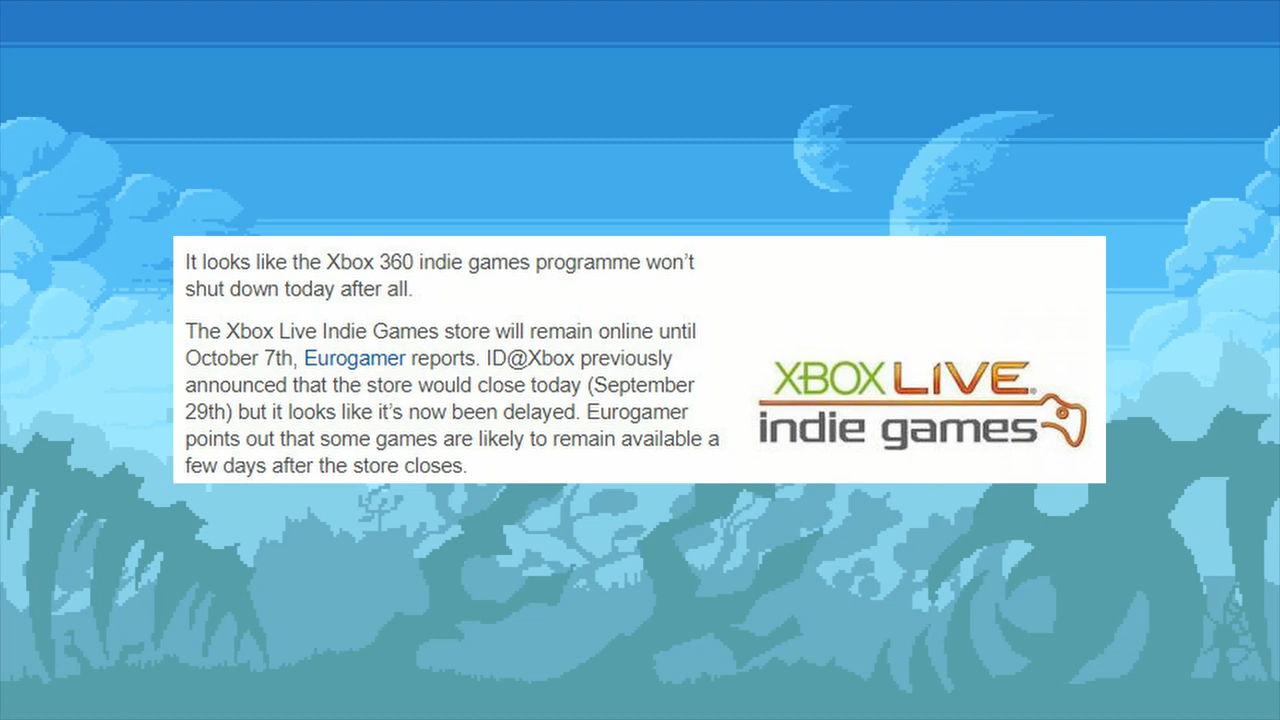 It looks like the Xbox 360 indie games programme won't
shut down today after all.
The Xbox Live Indie Games store will remain online until
October 7th, Eurogamer reports. ID@Xbox previously
announced that the store would close today (September
29th) but it looks like it's now been delayed. Eurogamer
points out that some games are likely to remain available a
few days after the store closes.
XBOX LIVE
indie games